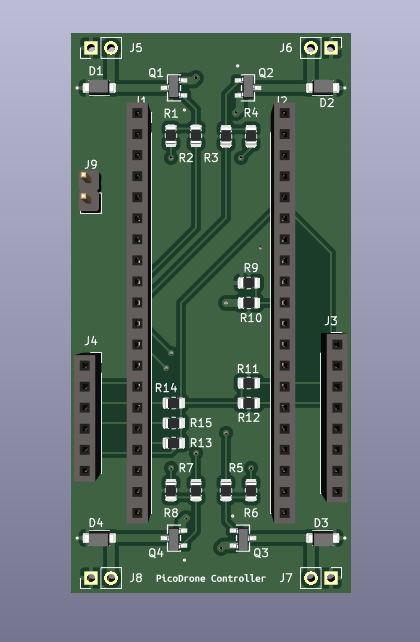 J5 J6
D1 Q1 Q2 D2
J1 J2
R1 R4
R2 R3
J9
R9
R10
J3
J4
R11
R14 R12
R15
R13
R7 R5
R8 R6
D4 Q4 Q3 D3
J8 PicoDrone Controller J7